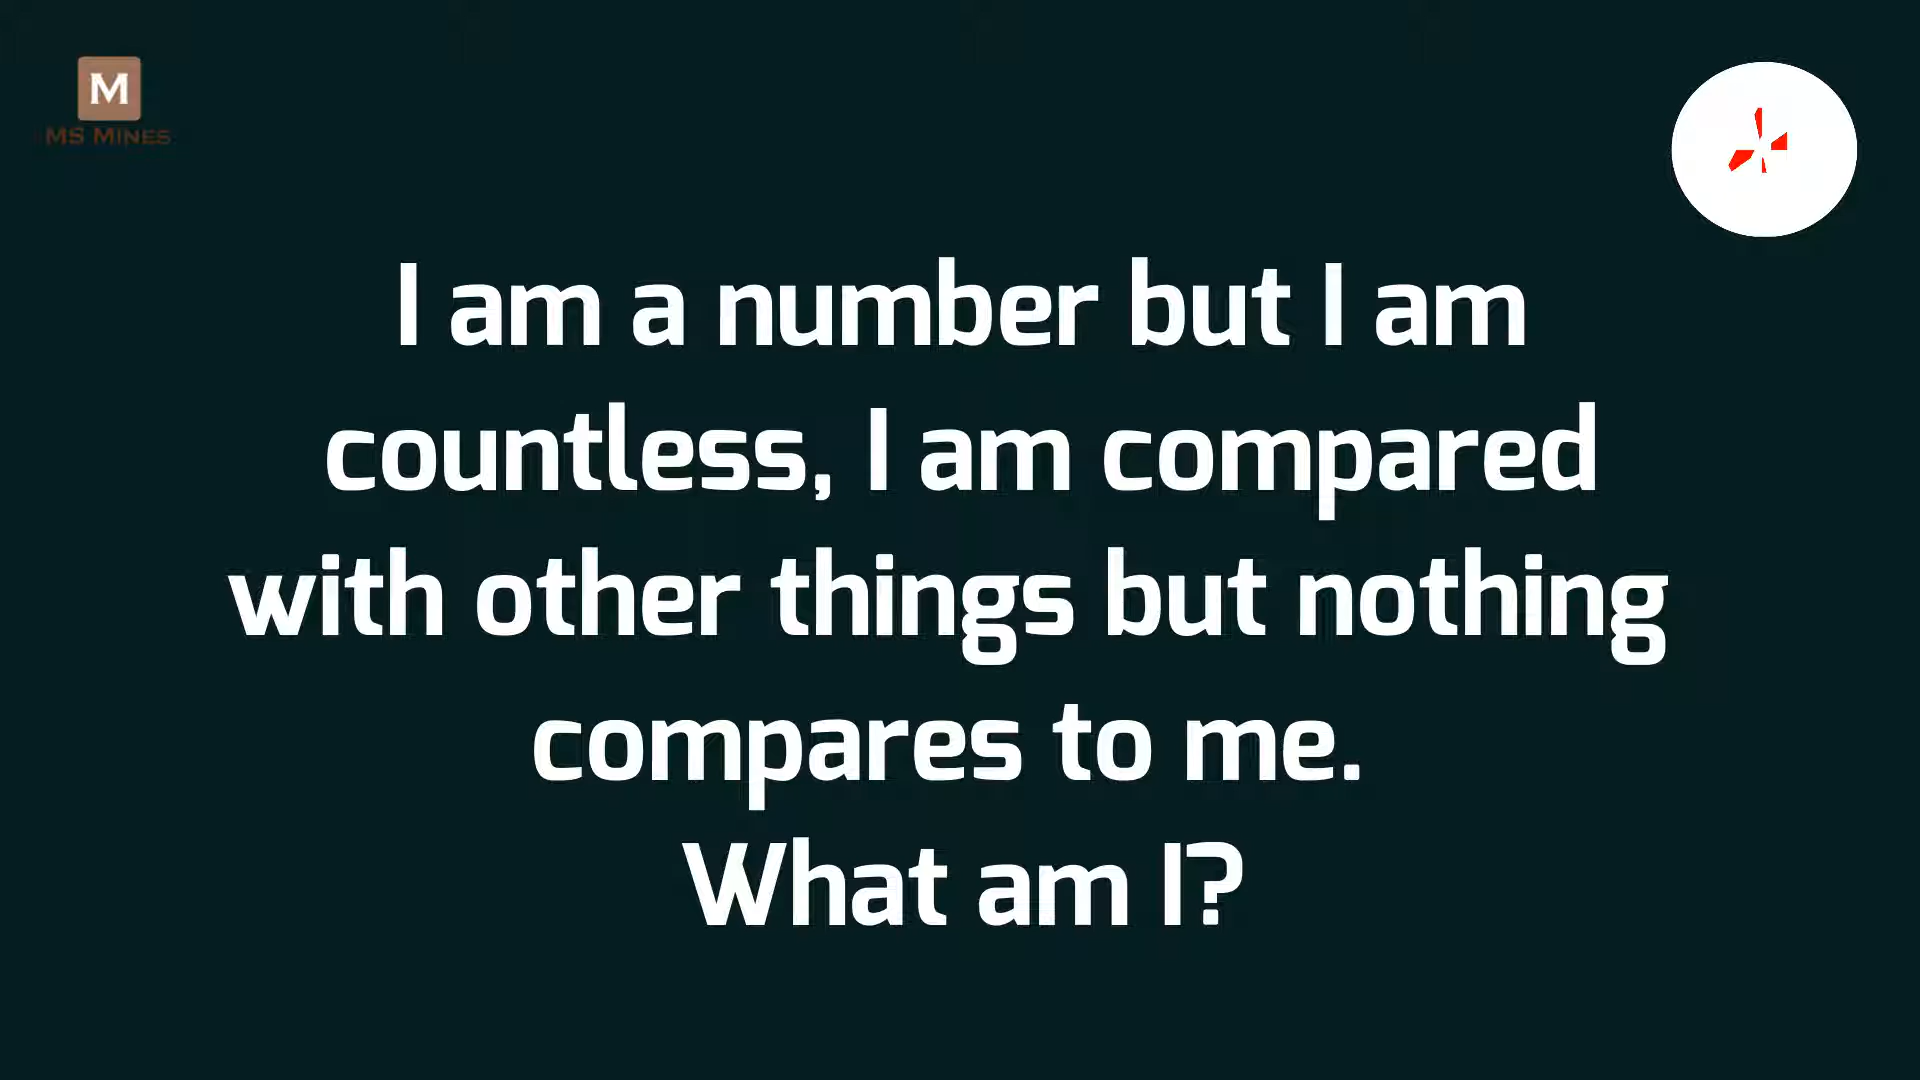 M
MS MINES
I am a number but I am
countless, I am compared
with other things but nothing
compares to me.
What am I?